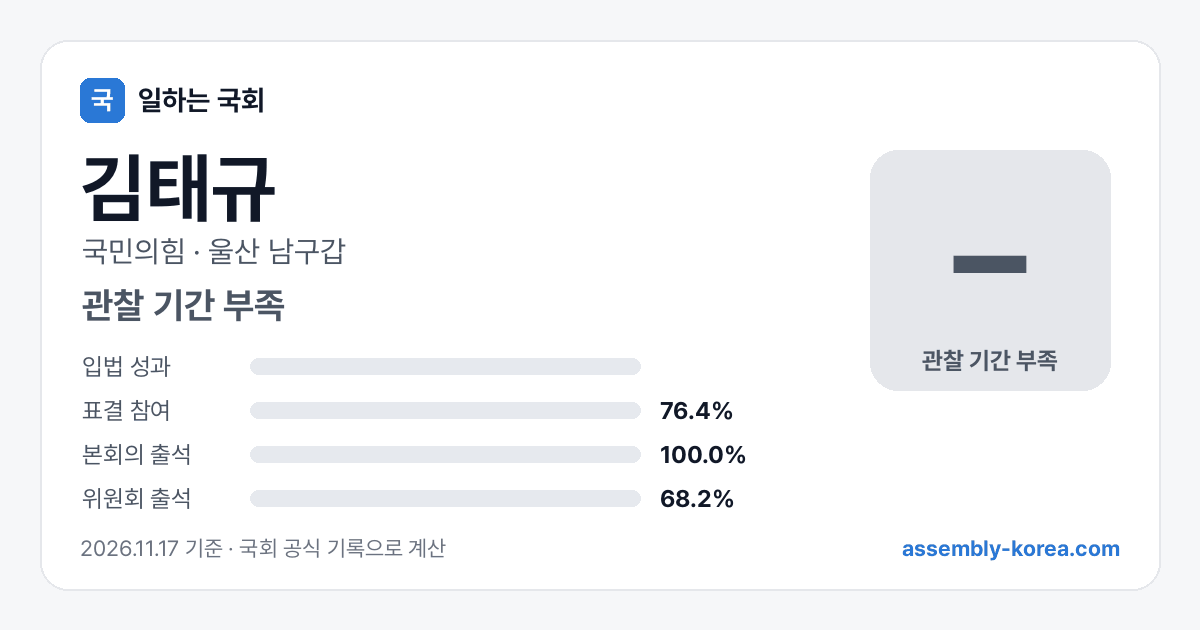 국 일하는 국회
김태규
국민의힘 · 울산 남구갑
관찰 기간 부족
–
관찰 기간 부족
입법 성과
표결 참여 76.4%
본회의 출석 100.0%
위원회 출석 68.2%
2026.11.17 기준 · 국회 공식 기록으로 계산
assembly-korea.com